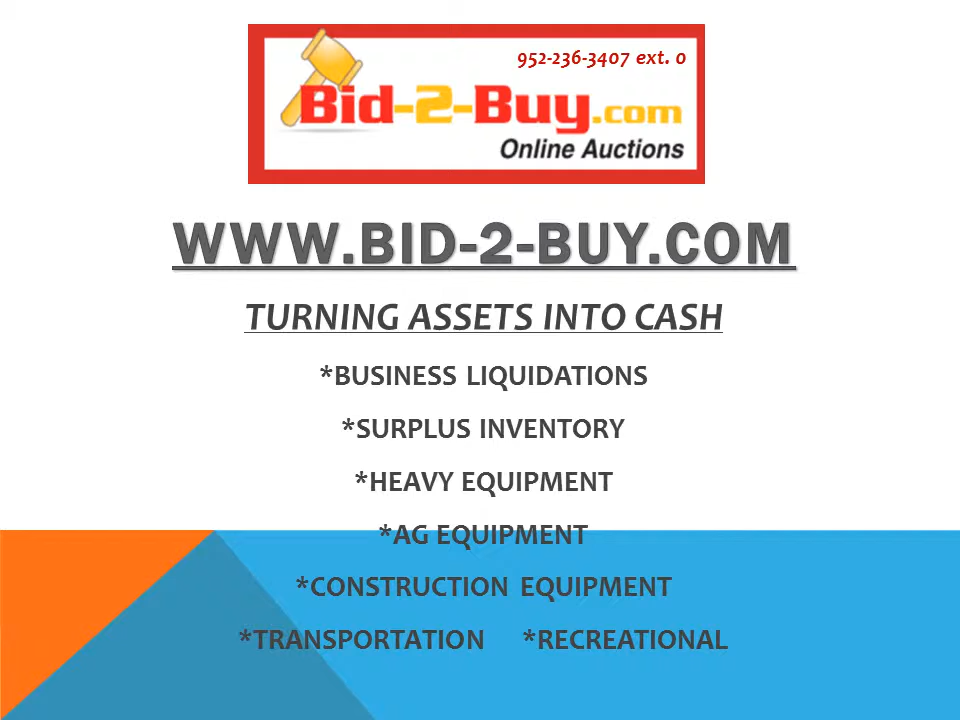 952-236-3407 ext. 0
Bid-2-Buy.com
Online Auctions
WWW.BID-2-BUY.COM
TURNING ASSETS INTO CASH
*BUSINESS LIQUIDATIONS
*SURPLUS INVENTORY
*HEAVY EQUIPMENT
*AG EQUIPMENT
*CONSTRUCTION EQUIPMENT
*TRANSPORTATION *RECREATIONAL